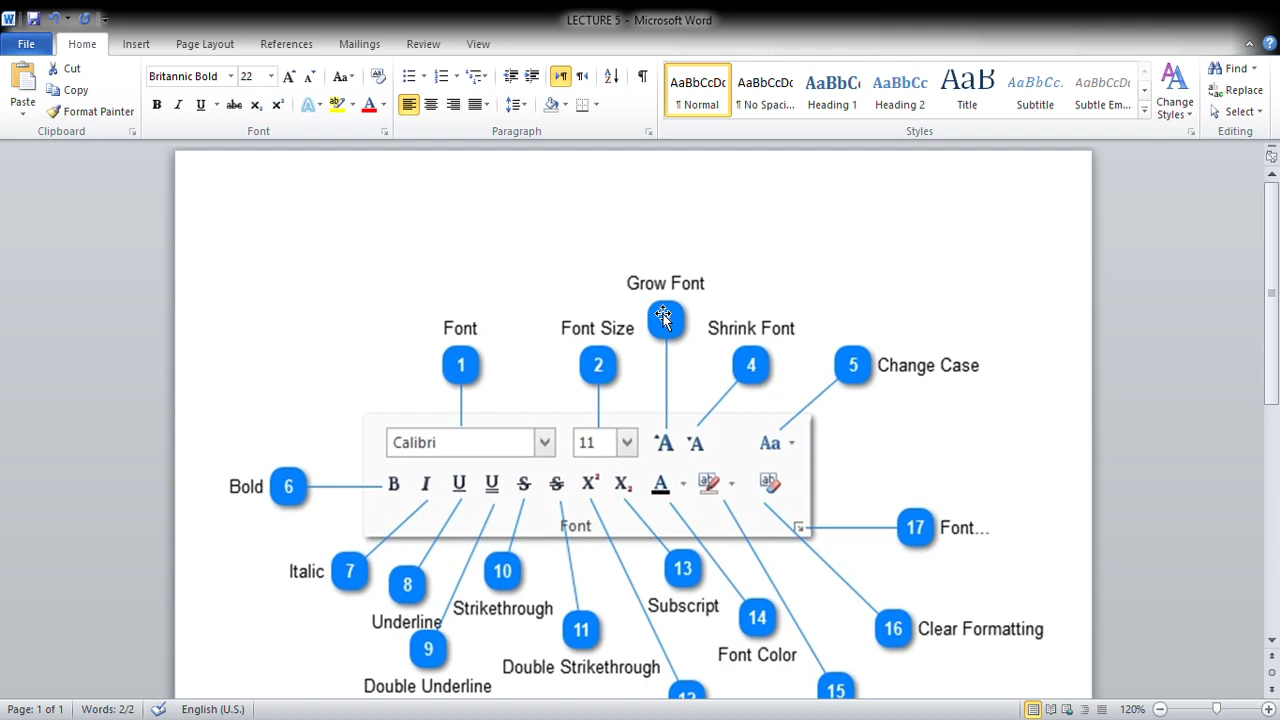 LECTURE 5 - Microsoft Word
File Home Insert Page Layout References Mailings Review View
Paste
Cut
Copy
Format Painter
Clipboard
Britannic Bold 22
Font
Paragraph
AaBbCcDc
¶ Normal
AaBbCcDc
¶ No Spaci...
AaBbC
Heading 1
AaBbCc
Heading 2
AaB
Title
AaBbCc.
Subtitle
AaBbCcDc
Subtle Em...
Change
Styles
Styles
Find
Replace
Select
Editing
Grow Font
Font
Font Size
Shrink Font
1
2
4
5
Change Case
Calibri
11
Aa
Bold
6
B I U U S S X² X₂ A ab ab
Font
17
Font...
Italic
7
8
10
13
Underline
Strikethrough
Subscript
9
11
14
16
Clear Formatting
Double Underline
Double Strikethrough
Font Color
12
15
Page: 1 of 1 Words: 2/2 English (U.S.) 120%